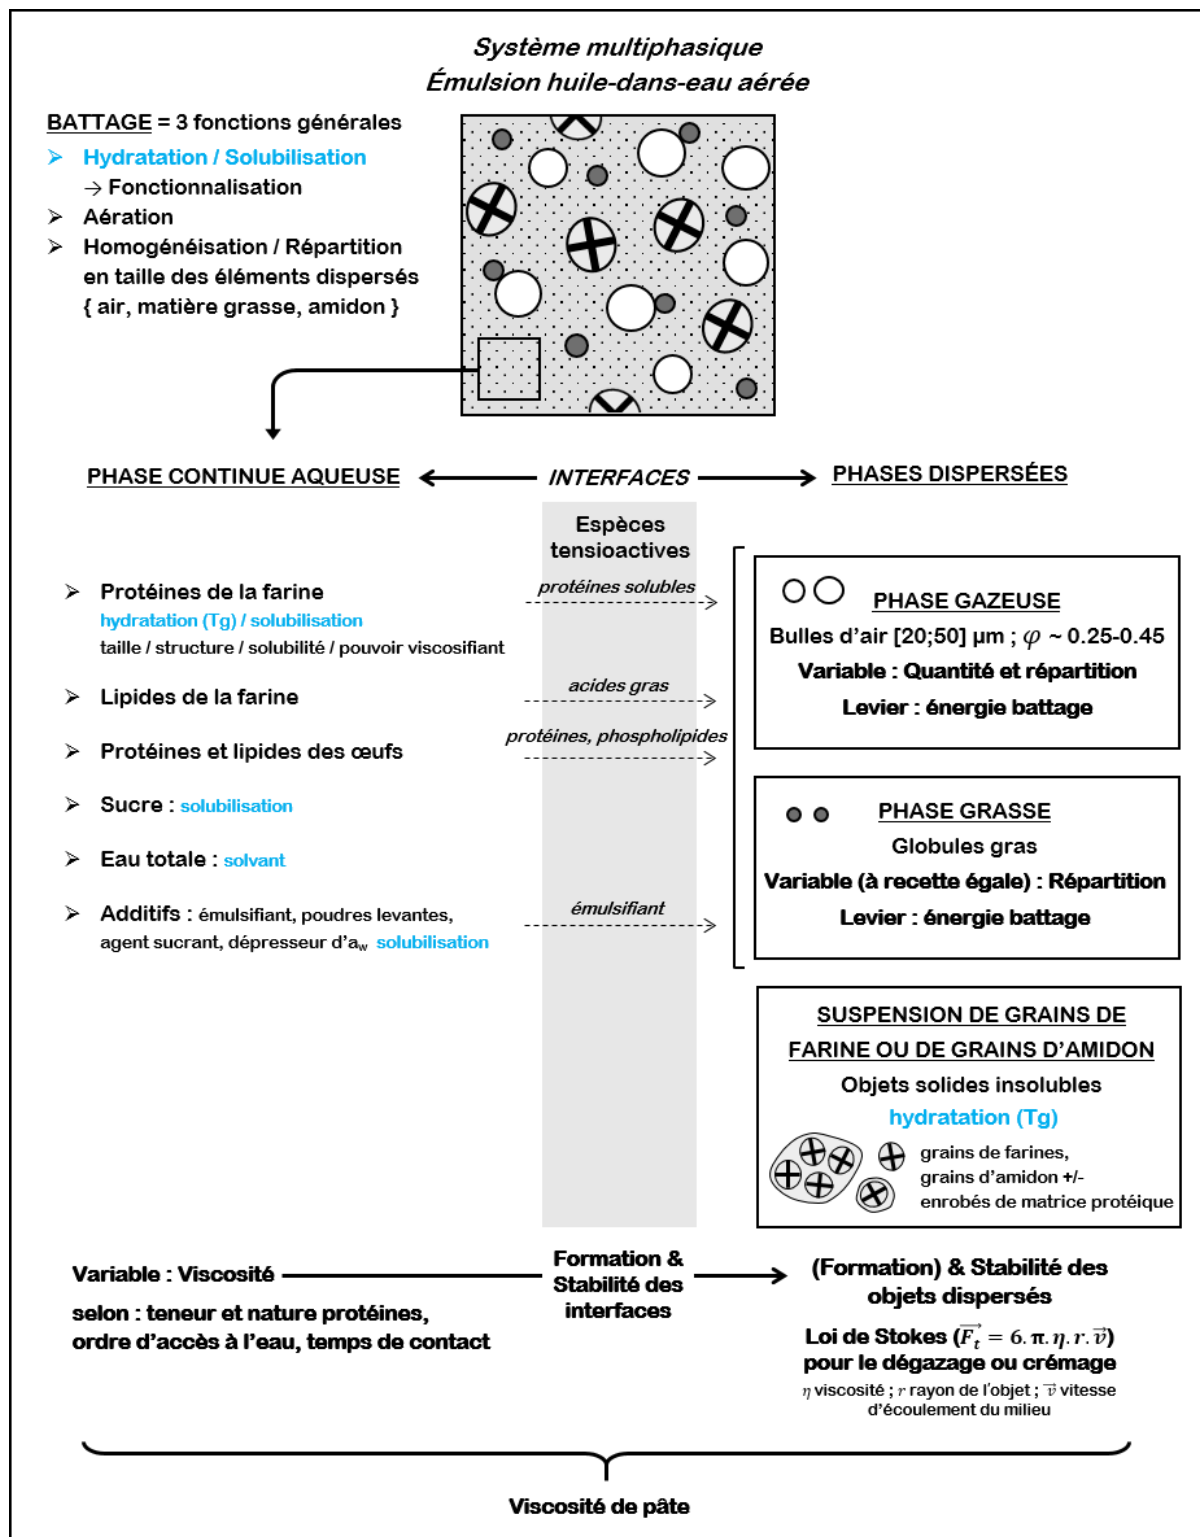 Système multiphasique
Émulsion huile-dans-eau aérée
BATTAGE = 3 fonctions générales
➢ Hydratation / Solubilisation
→ Fonctionnalisation
➢ Aération
➢ Homogénéisation / Répartition
en taille des éléments dispersés
{ air, matière grasse, amidon }
PHASE CONTINUE AQUEUSE
INTERFACES
PHASES DISPERSÉES
Espèces
tensioactives
➢ Protéines de la farine
hydratation (Tg) / solubilisation
taille / structure / solubilité / pouvoir viscosifiant
➢ Lipides de la farine
➢ Protéines et lipides des œufs
➢ Sucre : solubilisation
➢ Eau totale : solvant
➢ Additifs : émulsifiant, poudres levantes,
agent sucrant, dépresseur d'aw solubilisation
protéines solubles
acides gras
protéines, phospholipides
émulsifiant
PHASE GAZEUSE
Bulles d'air [20;50] µm ; φ ~ 0.25-0.45
Variable : Quantité et répartition
Levier : énergie battage
PHASE GRASSE
Globules gras
Variable (à recette égale) : Répartition
Levier : énergie battage
SUSPENSION DE GRAINS DE
FARINE OU DE GRAINS D'AMIDON
Objets solides insolubles
hydratation (Tg)
grains de farines,
grains d'amidon +/-
enrobés de matrice protéique
Variable : Viscosité
selon : teneur et nature protéines,
ordre d'accès à l'eau, temps de contact
Formation &
Stabilité des
interfaces
(Formation) & Stabilité des
objets dispersés
Loi de Stokes (F⃗t = 6. π. η. r. v⃗)
pour le dégazage ou crémage
η viscosité ; r rayon de l'objet ; v⃗ vitesse
d'écoulement du milieu
Viscosité de pâte